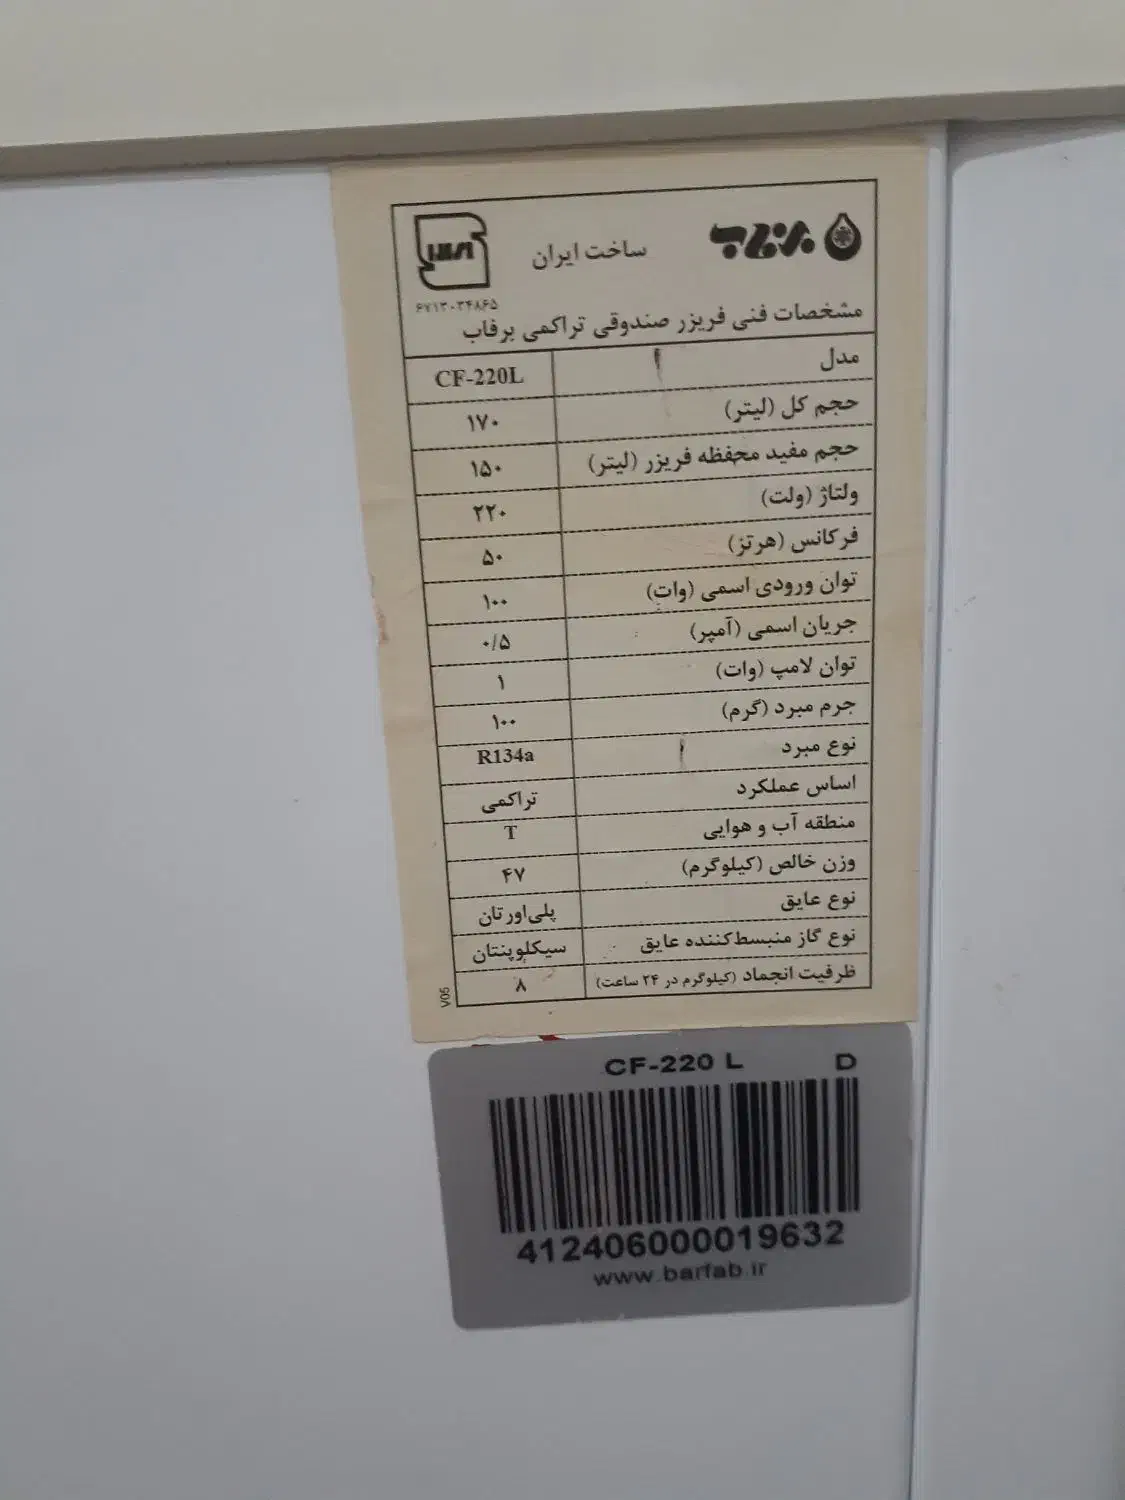 برفاب
ساخت ایران
۶۷۱۳۰۳۴۸۶۵
مشخصات فنی فریزر صندوقی تراکمی برفاب
مدل CF-220L
حجم کل (لیتر) ۱۷۰
حجم مفید محفظه فریزر (لیتر) ۱۵۰
ولتاژ (ولت) ۲۲۰
فرکانس (هرتز) ۵۰
توان ورودی اسمی (وات) ۱۰۰
جریان اسمی (آمپر) ۰/۵
توان لامپ (وات) ۱
جرم مبرد (گرم) ۱۰۰
نوع مبرد R134a
اساس عملکرد تراکمی
منطقه آب و هوایی T
وزن خالص (کیلوگرم) ۴۷
نوع عایق پلی‌اورتان
نوع گاز منبسط‌کننده عایق سیکلوپنتان
ظرفیت انجماد (کیلوگرم در ۲۴ ساعت) ۸
V05
CF-220 L D
412406000019632
www.barfab.ir